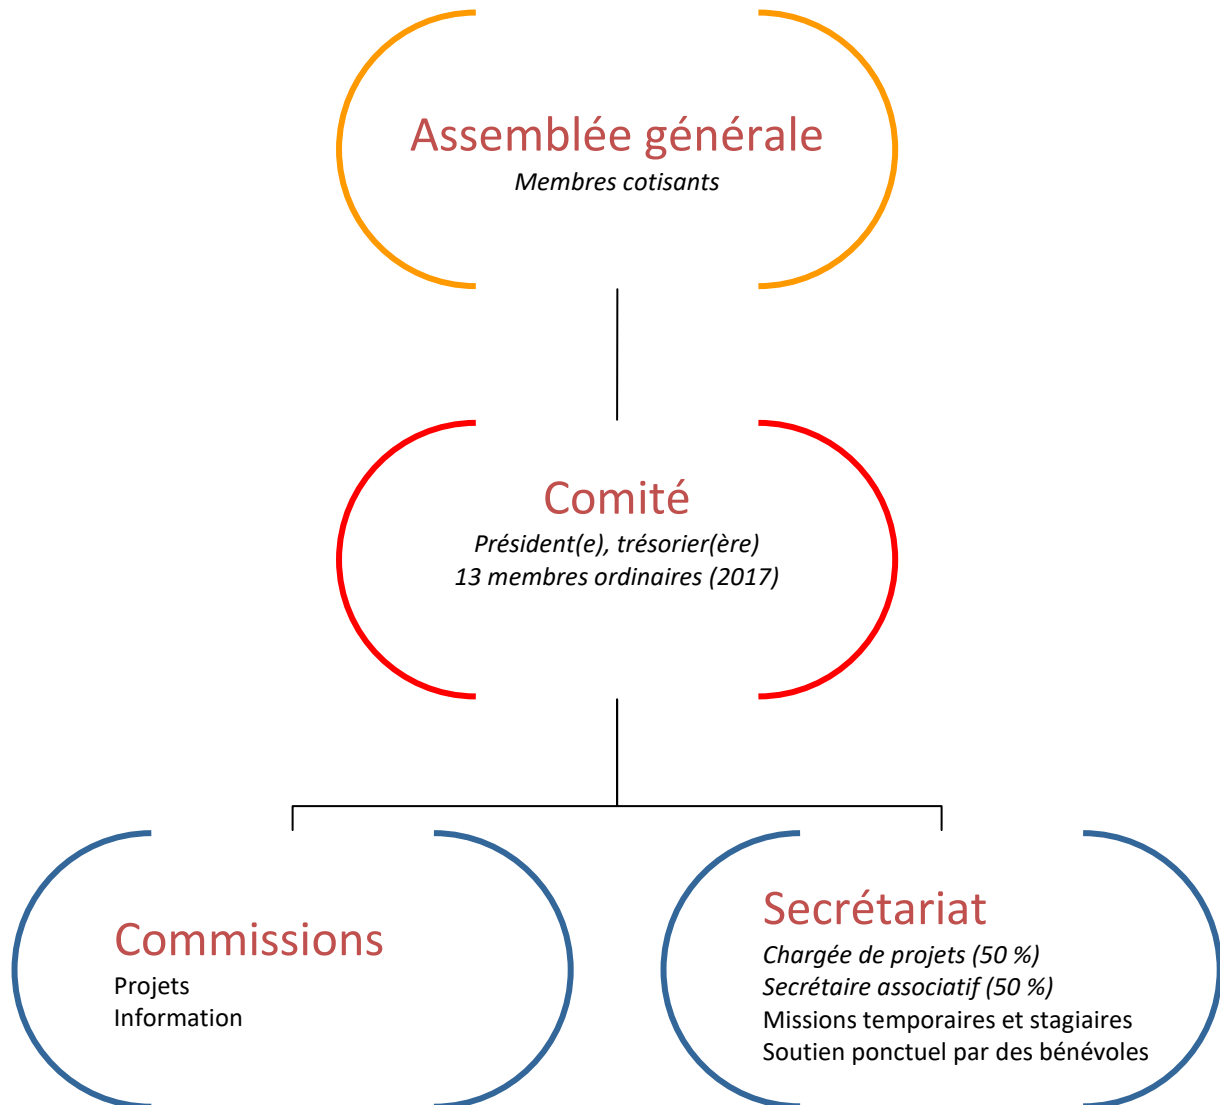 Assemblée générale
Membres cotisants
Comité
Président(e), trésorier(ère)
13 membres ordinaires (2017)
Commissions
Projets
Information
Secrétariat
Chargée de projets (50 %)
Secrétaire associatif (50 %)
Missions temporaires et stagiaires
Soutien ponctuel par des bénévoles